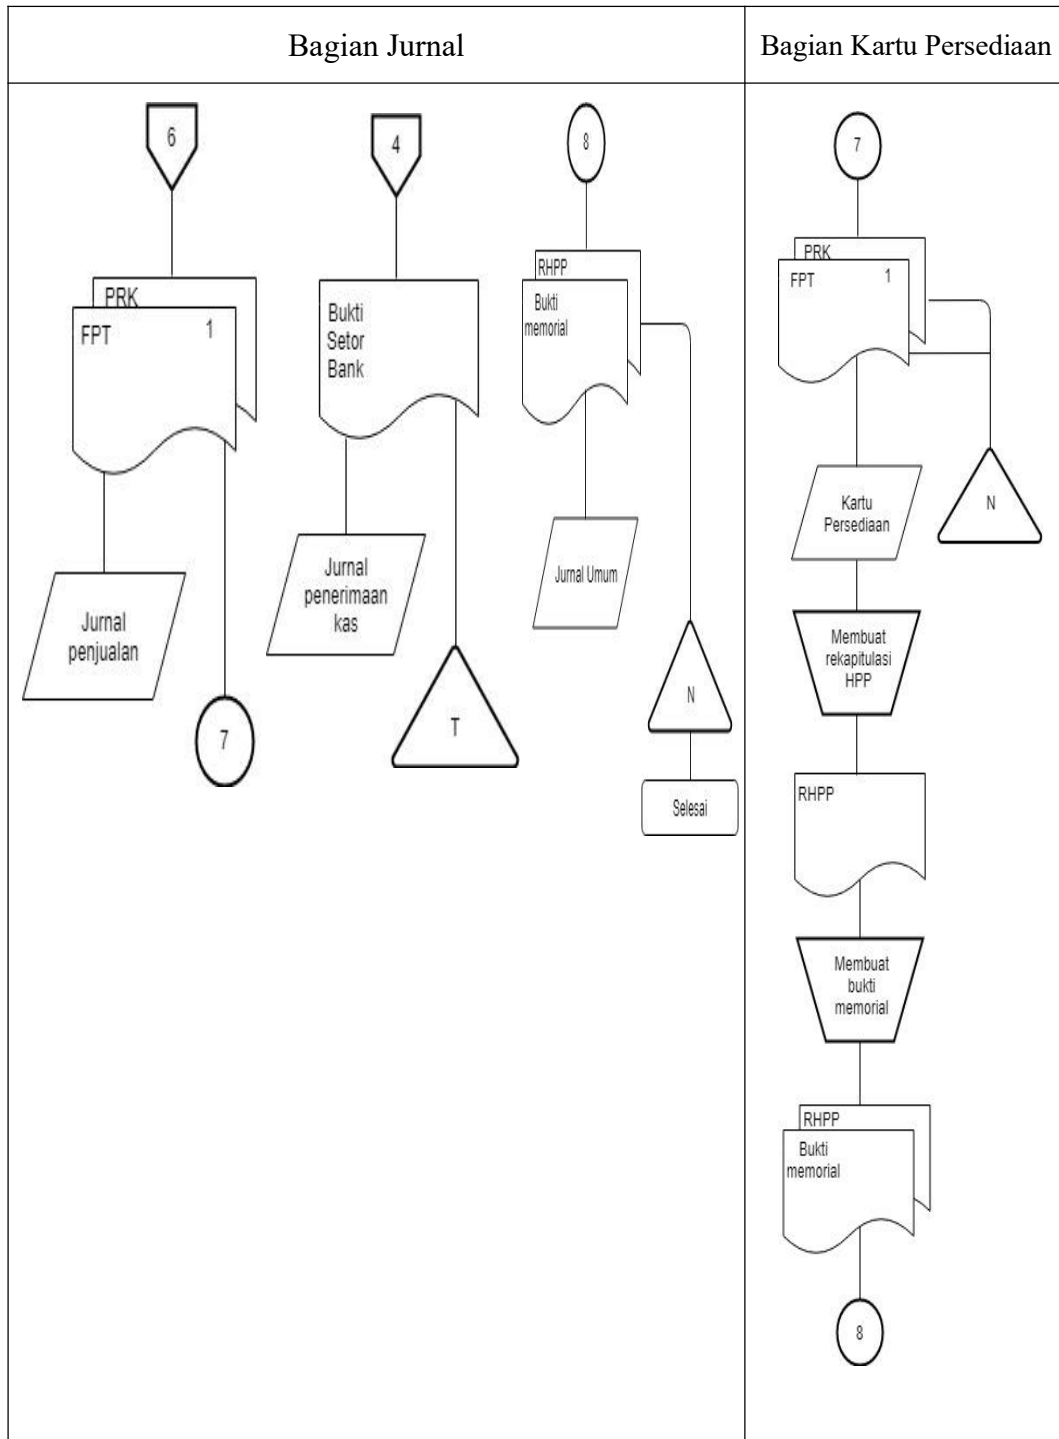 Bagian Jurnal
Bagian Kartu Persediaan
6
PRK
FPT 1
Jurnal
penjualan
7
4
Bukti
Setor
Bank
Jurnal
penerimaan
kas
T
8
RHPP
Bukti
memorial
Jurnal Umum
N
Selesai
7
PRK
FPT 1
Kartu
Persediaan
N
Membuat
rekapitulasi
HPP
RHPP
Membuat
bukti
memorial
RHPP
Bukti
memorial
8